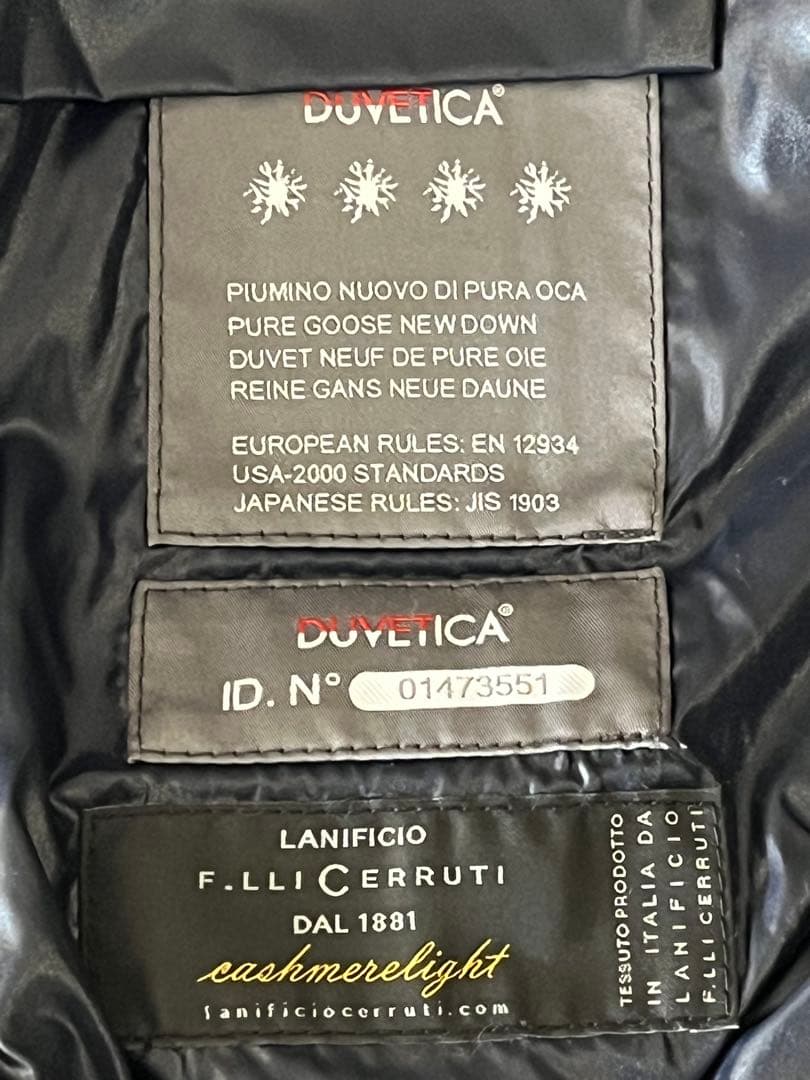 DUVETICA®
PIUMINO NUOVO DI PURA OCA
PURE GOOSE NEW DOWN
DUVET NEUF DE PURE OIE
REINE GANS NEUE DAUNE
EUROPEAN RULES: EN 12934
USA-2000 STANDARDS
JAPANESE RULES: JIS 1903
DUVETICA®
ID. N° 01473551
LANIFICIO
F.LLI CERRUTI
DAL 1881
cashmerelight
lanificiocerruti.com
TESSUTO PRODOTTO
IN ITALIA DA
LANIFICIO
F.LLI CERRUTI